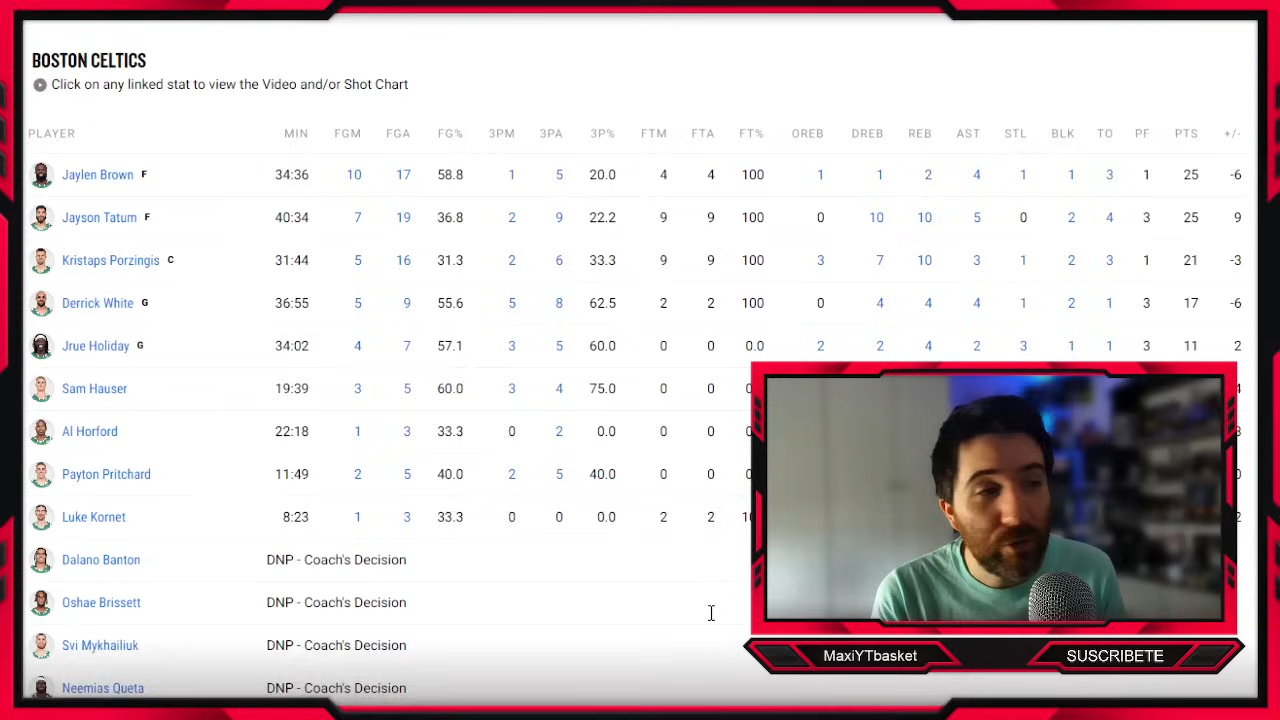 BOSTON CELTICS
Click on any linked stat to view the Video and/or Shot Chart
PLAYER MIN FGM FGA FG% 3PM 3PA 3P% FTM FTA FT% OREB DREB REB AST STL BLK TO PF PTS +/-
Jaylen Brown F 34:36 10 17 58.8 1 5 20.0 4 4 100 1 1 2 4 1 1 3 1 25 -6
Jayson Tatum F 40:34 7 19 36.8 2 9 22.2 9 9 100 0 10 10 5 0 2 4 3 25 9
Kristaps Porzingis C 31:44 5 16 31.3 2 6 33.3 9 9 100 3 7 10 3 1 2 3 1 21 -3
Derrick White G 36:55 5 9 55.6 5 8 62.5 2 2 100 0 4 4 4 1 2 1 3 17 -6
Jrue Holiday G 34:02 4 7 57.1 3 5 60.0 0 0 0.0 2 2 4 2 3 1 1 3 11 2
Sam Hauser 19:39 3 5 60.0 3 4 75.0 0 0
Al Horford 22:18 1 3 33.3 0 2 0.0 0 0
Payton Pritchard 11:49 2 5 40.0 2 5 40.0 0 0
Luke Kornet 8:23 1 3 33.3 0 0 0.0 2 2
Dalano Banton DNP - Coach's Decision
Oshae Brissett DNP - Coach's Decision
Svi Mykhailiuk DNP - Coach's Decision
Neemias Queta DNP - Coach's Decision
MaxiYTbasket
SUSCRIBETE